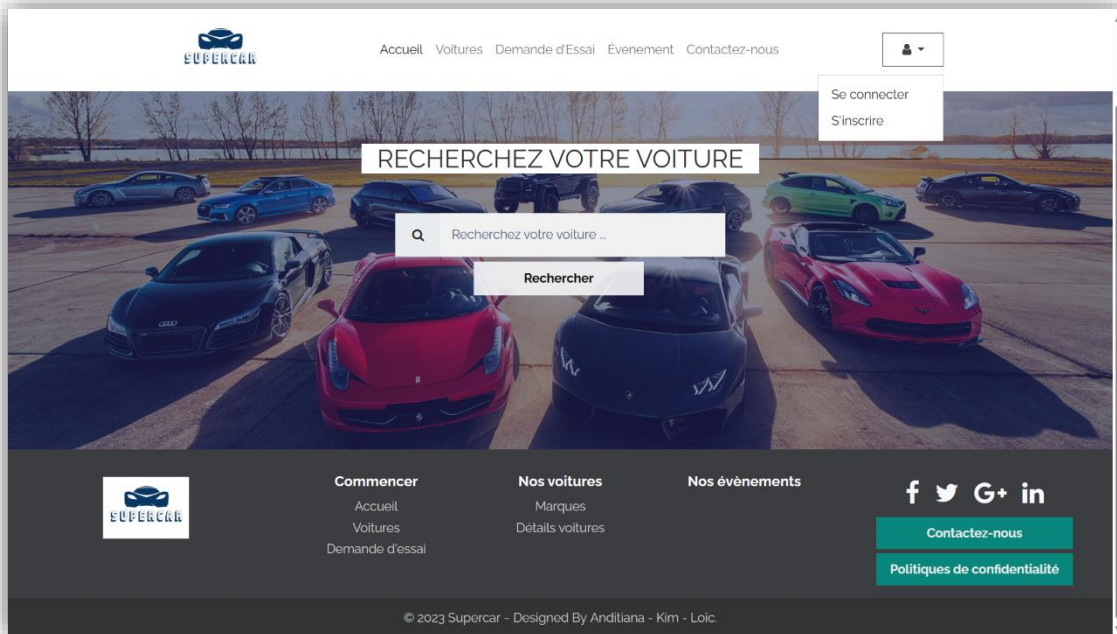 SUPERCAR
Accueil Voitures Demande d'Essai Évenement Contactez-nous
Se connecter
S'inscrire
RECHERCHEZ VOTRE VOITURE
Recherchez votre voiture ...
Rechercher
SUPERCAR
Commencer
Accueil
Voitures
Demande d'essai
Nos voitures
Marques
Détails voitures
Nos évènements
f G+ in
Contactez-nous
Politiques de confidentialité
© 2023 Supercar - Designed By Anditiana - Kim - Loïc.